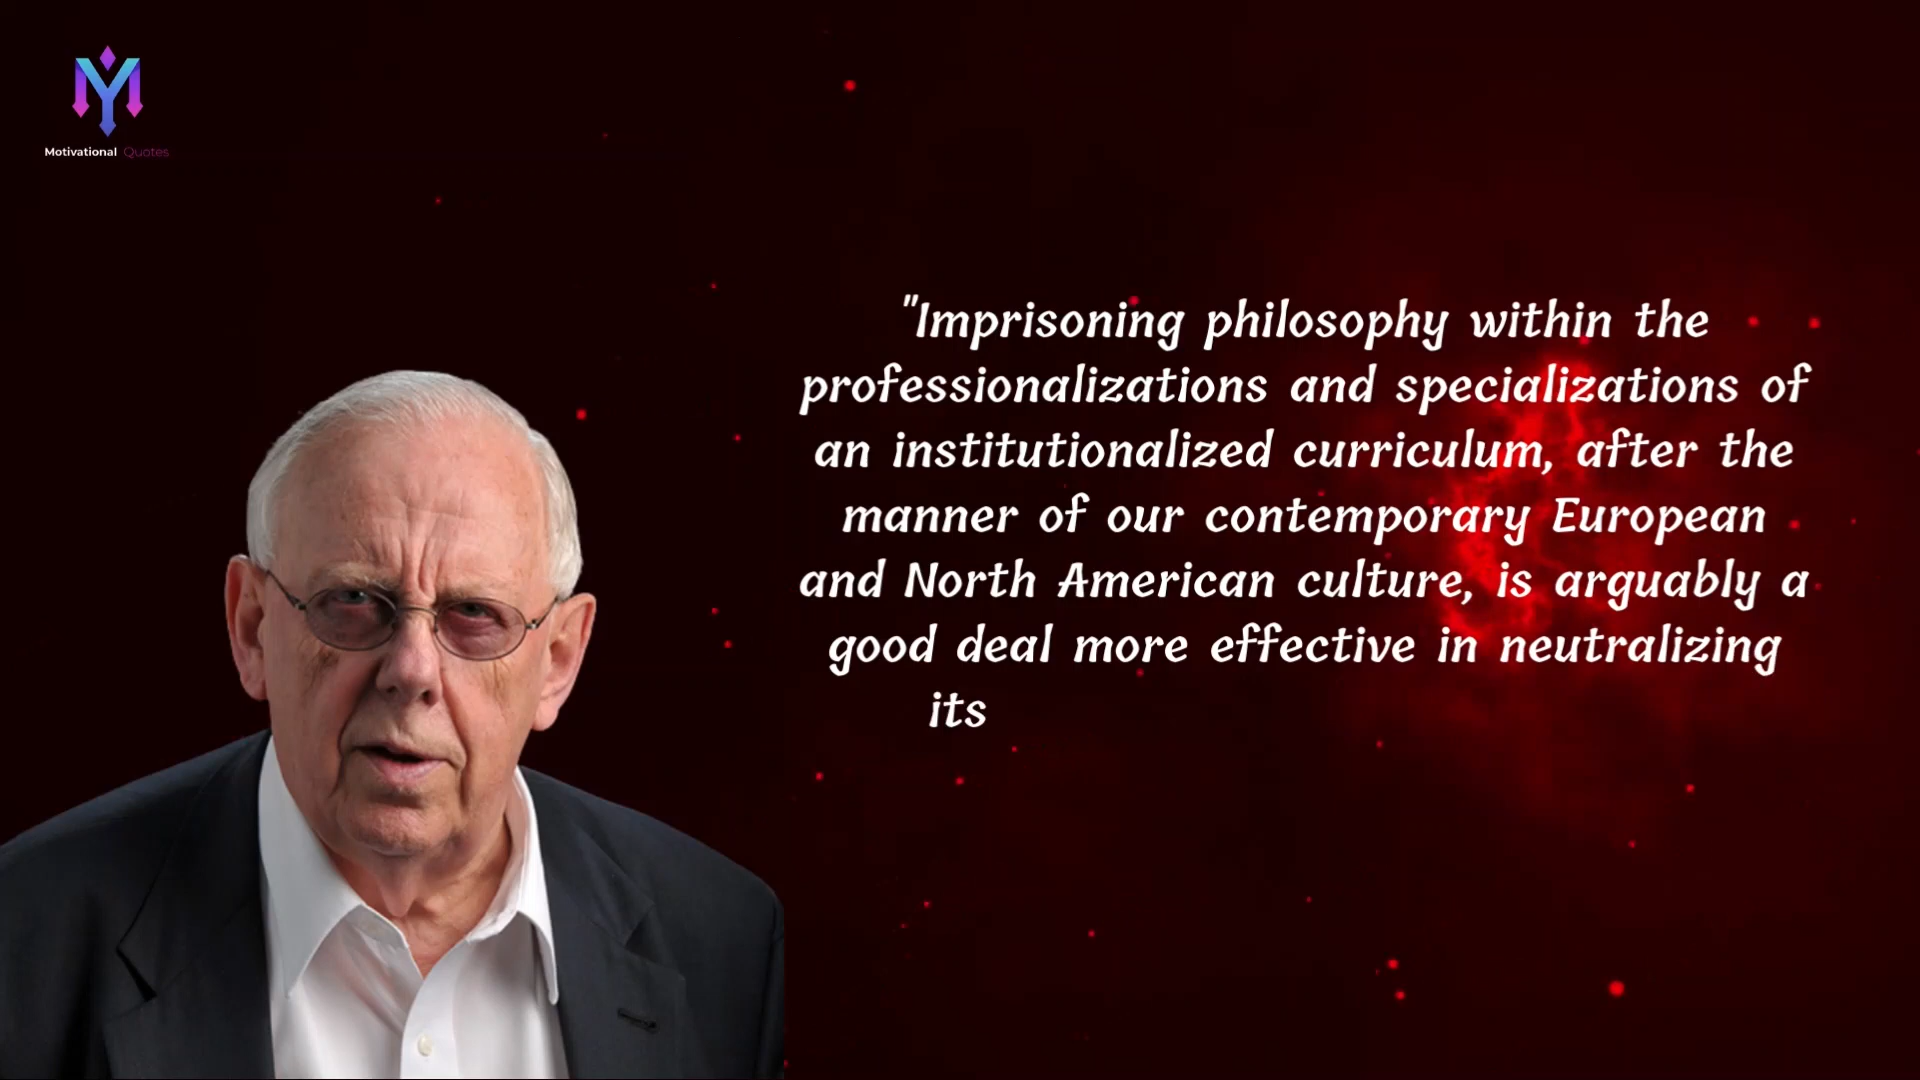 Motivational Quotes
"Imprisoning philosophy within the
professionalizations and specializations of
an institutionalized curriculum, after the
manner of our contemporary European
and North American culture, is arguably a
good deal more effective in neutralizing
its